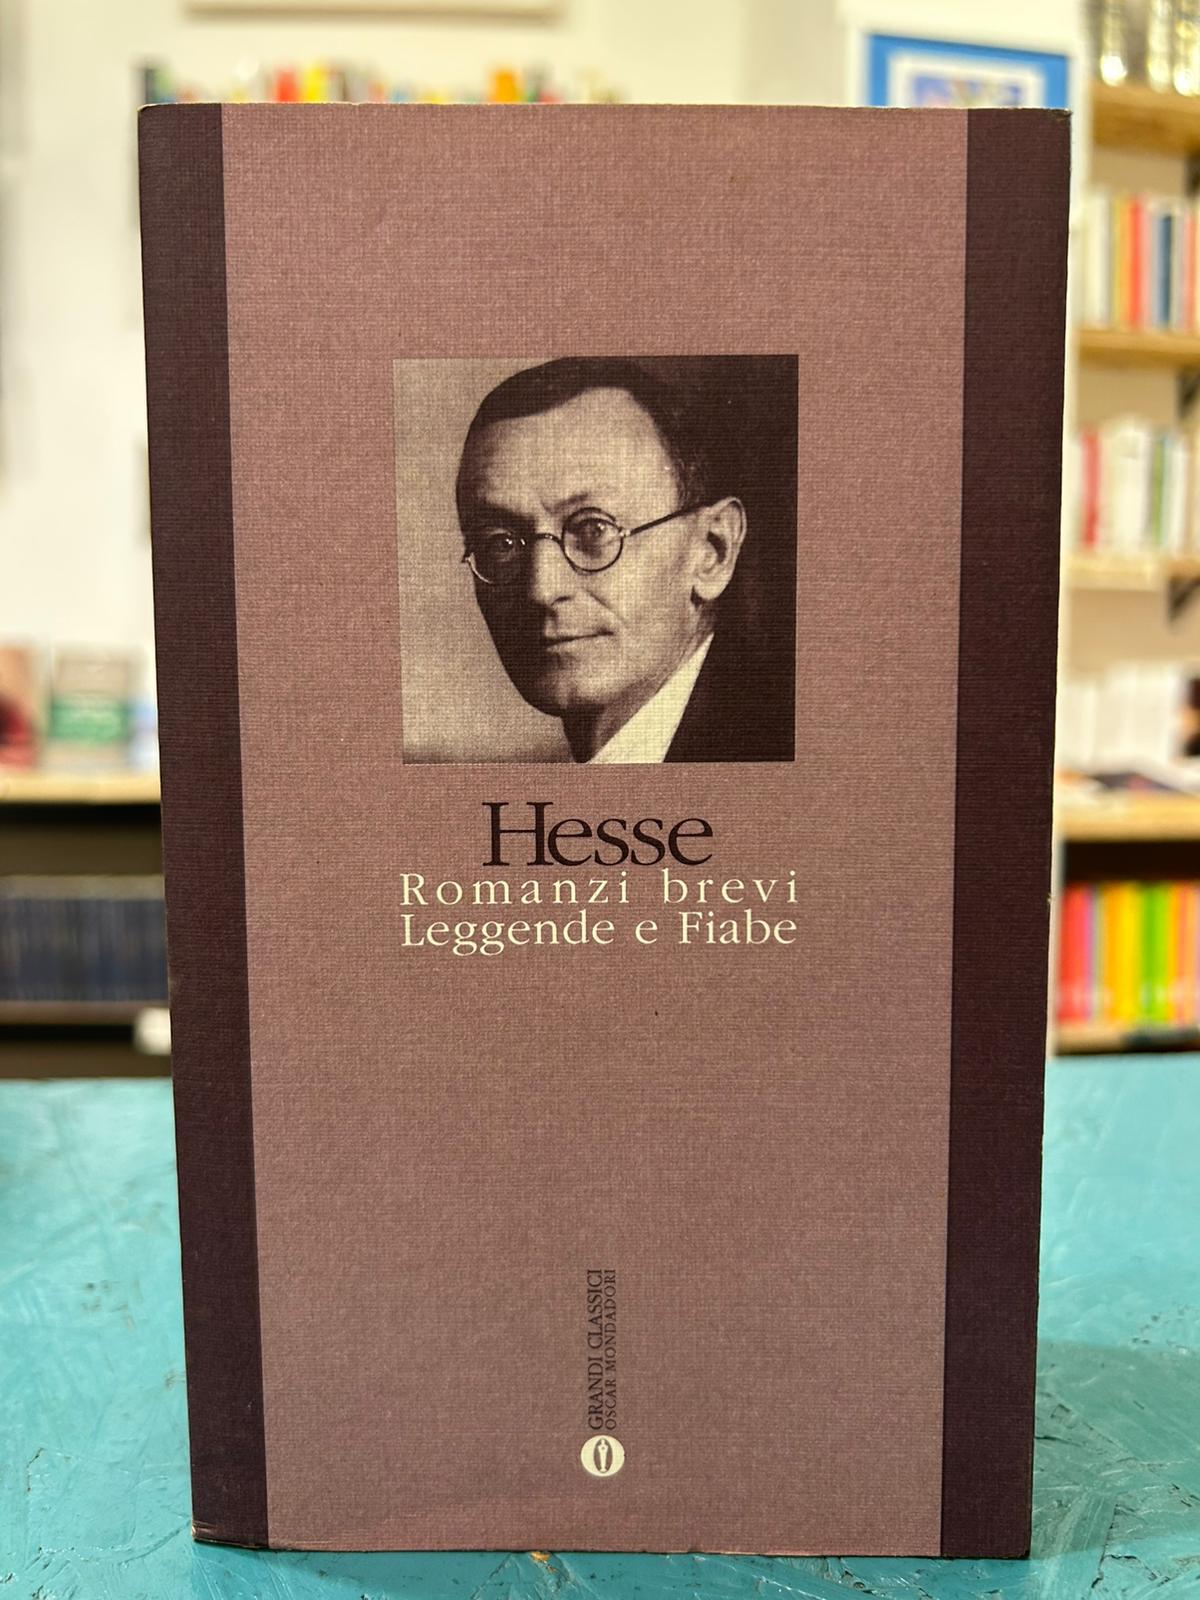 Hesse
Romanzi brevi
Leggende e Fiabe
GRANDI CLASSICI
OSCAR MONDADORI